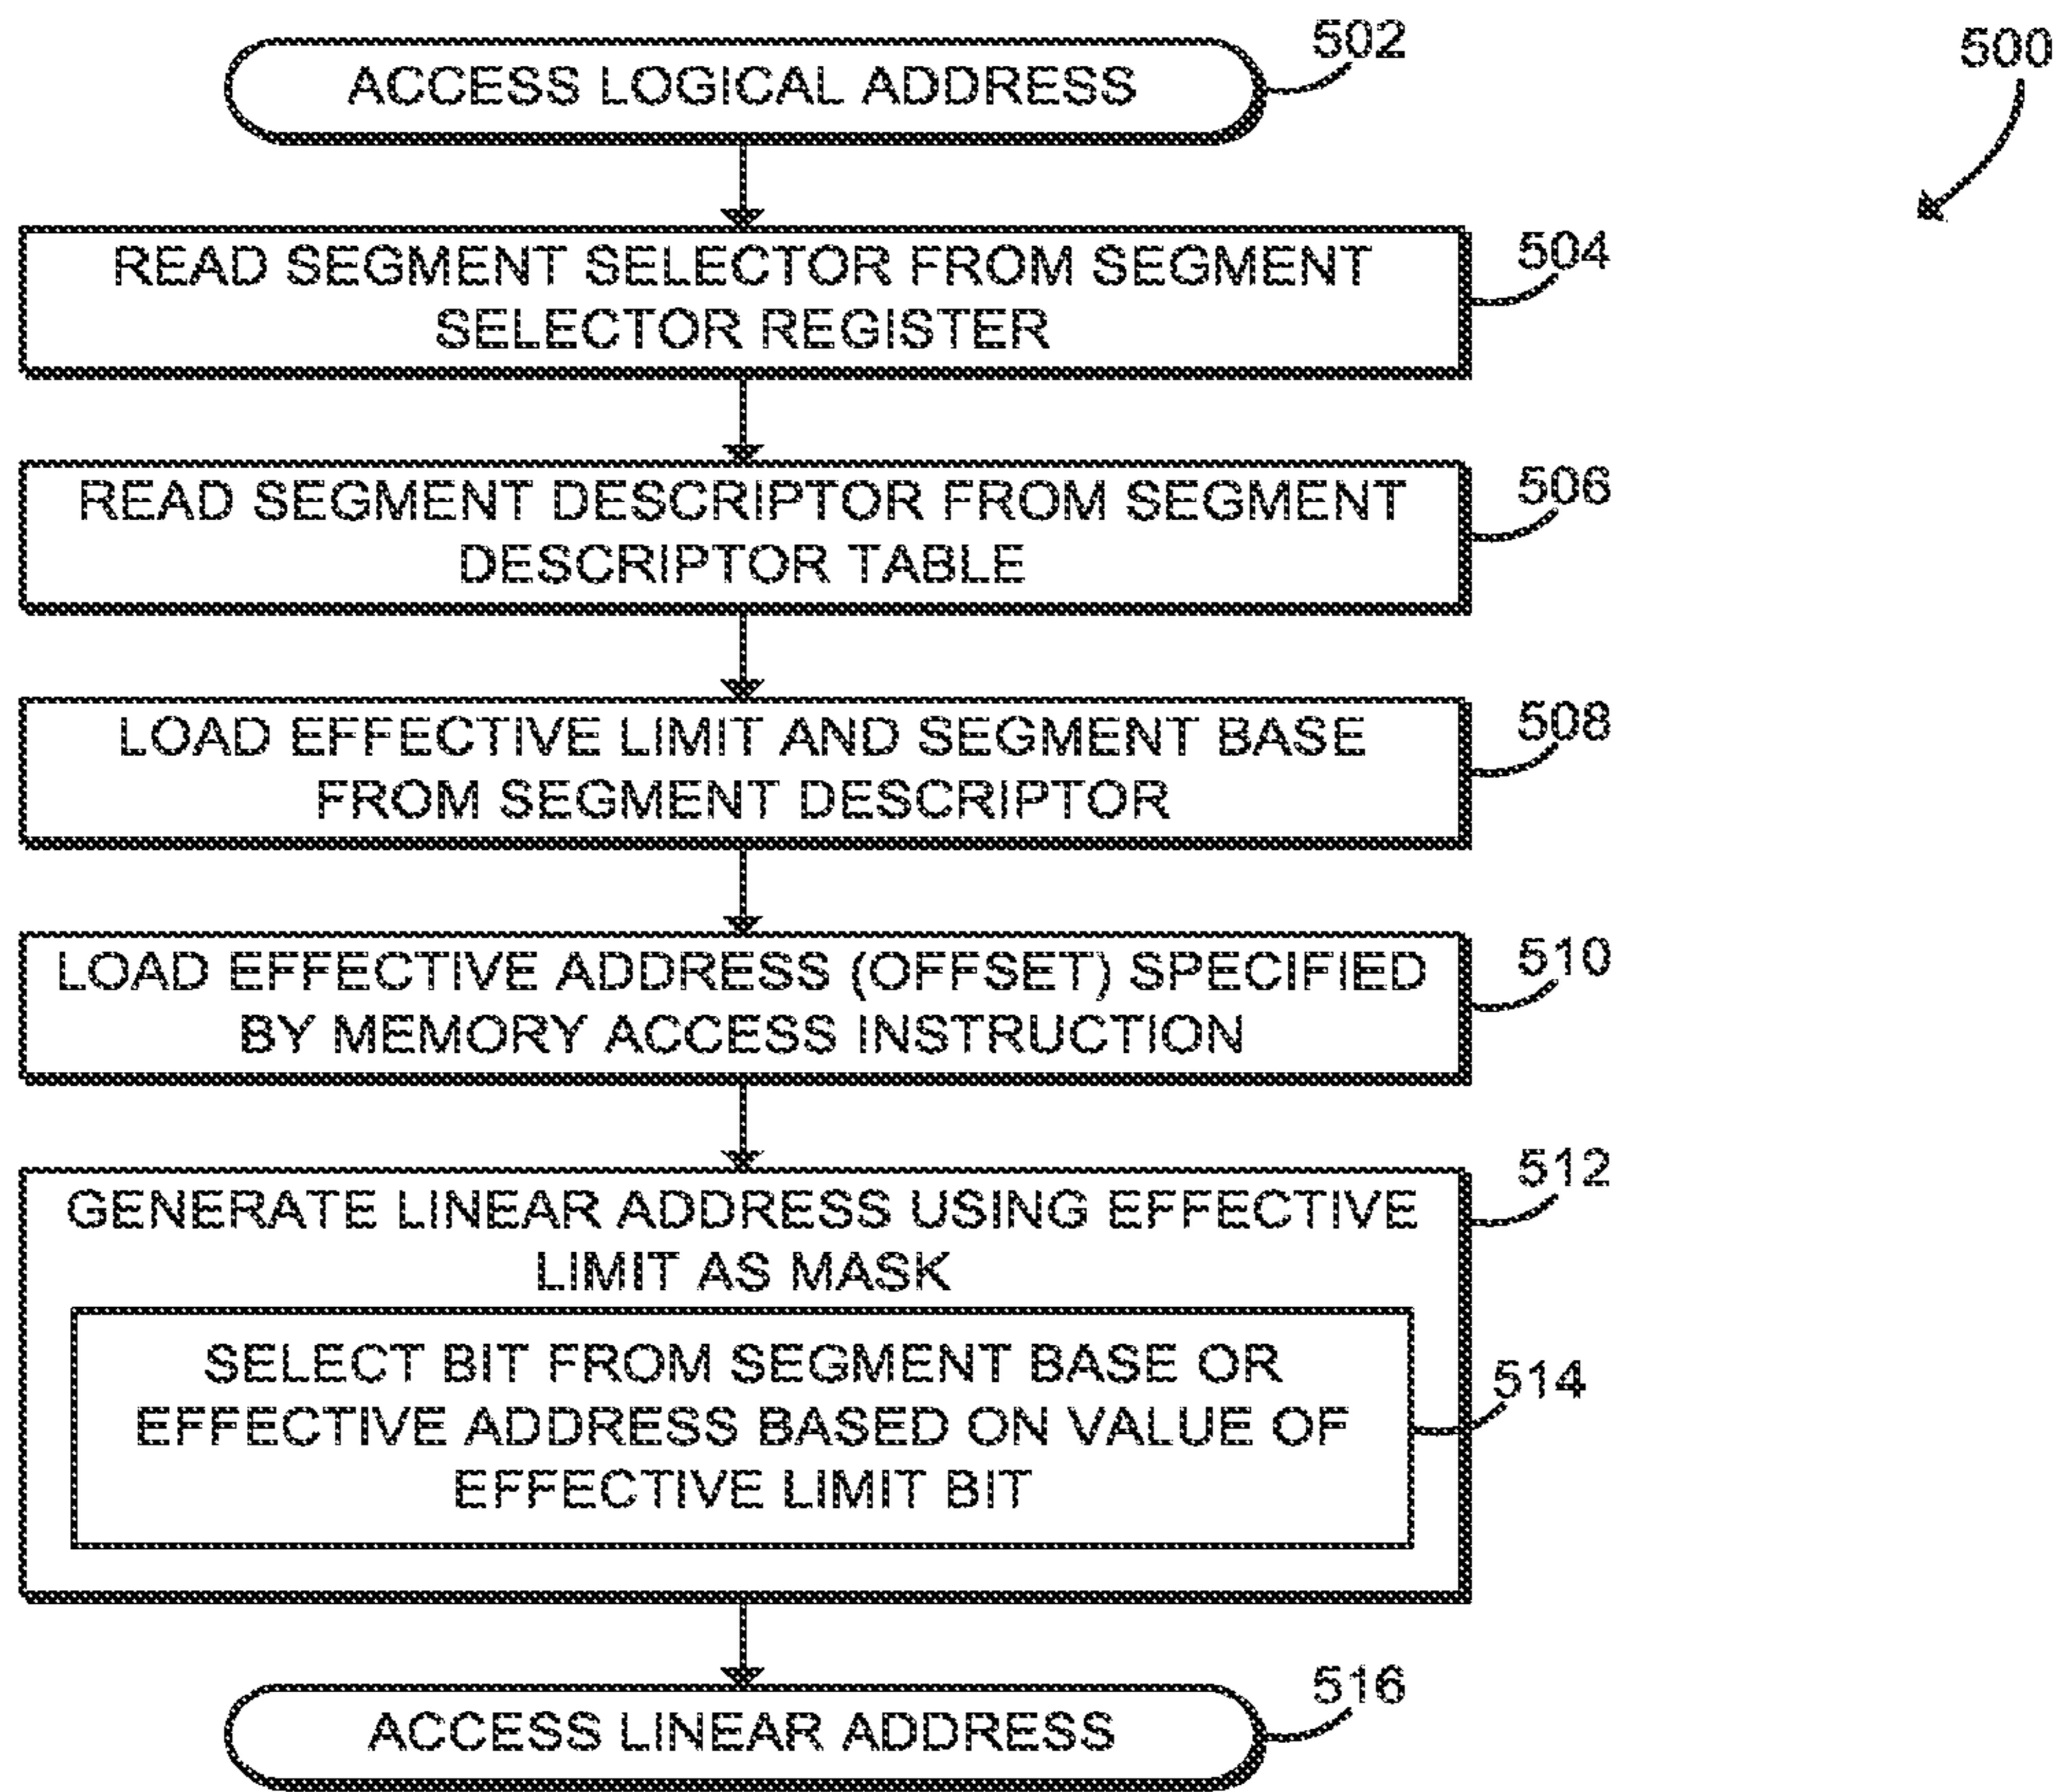 502
500
ACCESS LOGICAL ADDRESS
504
READ SEGMENT SELECTOR FROM SEGMENT
SELECTOR REGISTER
506
READ SEGMENT DESCRIPTOR FROM SEGMENT
DESCRIPTOR TABLE
508
LOAD EFFECTIVE LIMIT AND SEGMENT BASE
FROM SEGMENT DESCRIPTOR
510
LOAD EFFECTIVE ADDRESS (OFFSET) SPECIFIED
BY MEMORY ACCESS INSTRUCTION
512
GENERATE LINEAR ADDRESS USING EFFECTIVE
LIMIT AS MASK
SELECT BIT FROM SEGMENT BASE OR
514
EFFECTIVE ADDRESS BASED ON VALUE OF
EFFECTIVE LIMIT BIT
516
ACCESS LINEAR ADDRESS